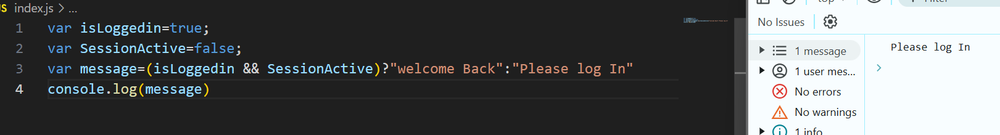 JS index.js > ...
1 var isLoggedin=true;
2 var SessionActive=false;
3 var message=(isLoggedin && SessionActive)?"welcome Back":"Please log In"
4 console.log(message)
top
Filter
No Issues
1 message
Please log In
1 user mes...
No errors
No warnings
1 info